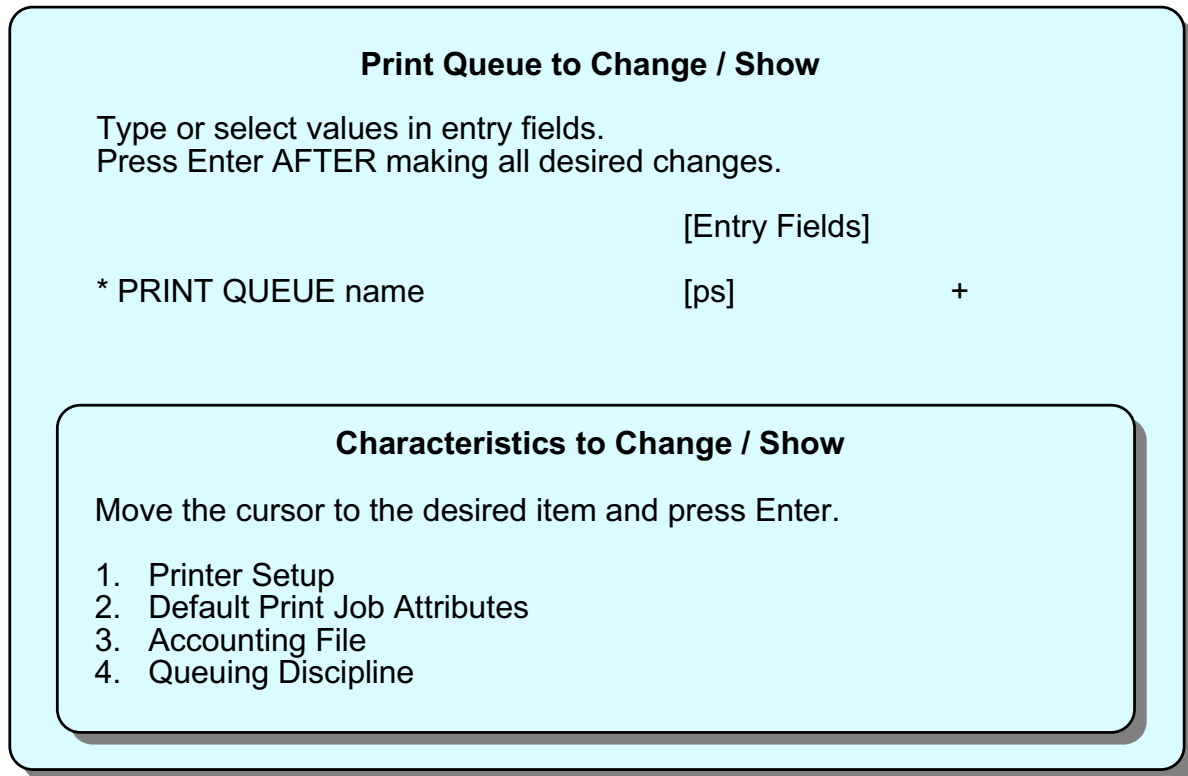 Print Queue to Change / Show
Type or select values in entry fields.
Press Enter AFTER making all desired changes.
[Entry Fields]
* PRINT QUEUE name [ps] +
Characteristics to Change / Show
Move the cursor to the desired item and press Enter.
1. Printer Setup
2. Default Print Job Attributes
3. Accounting File
4. Queuing Discipline